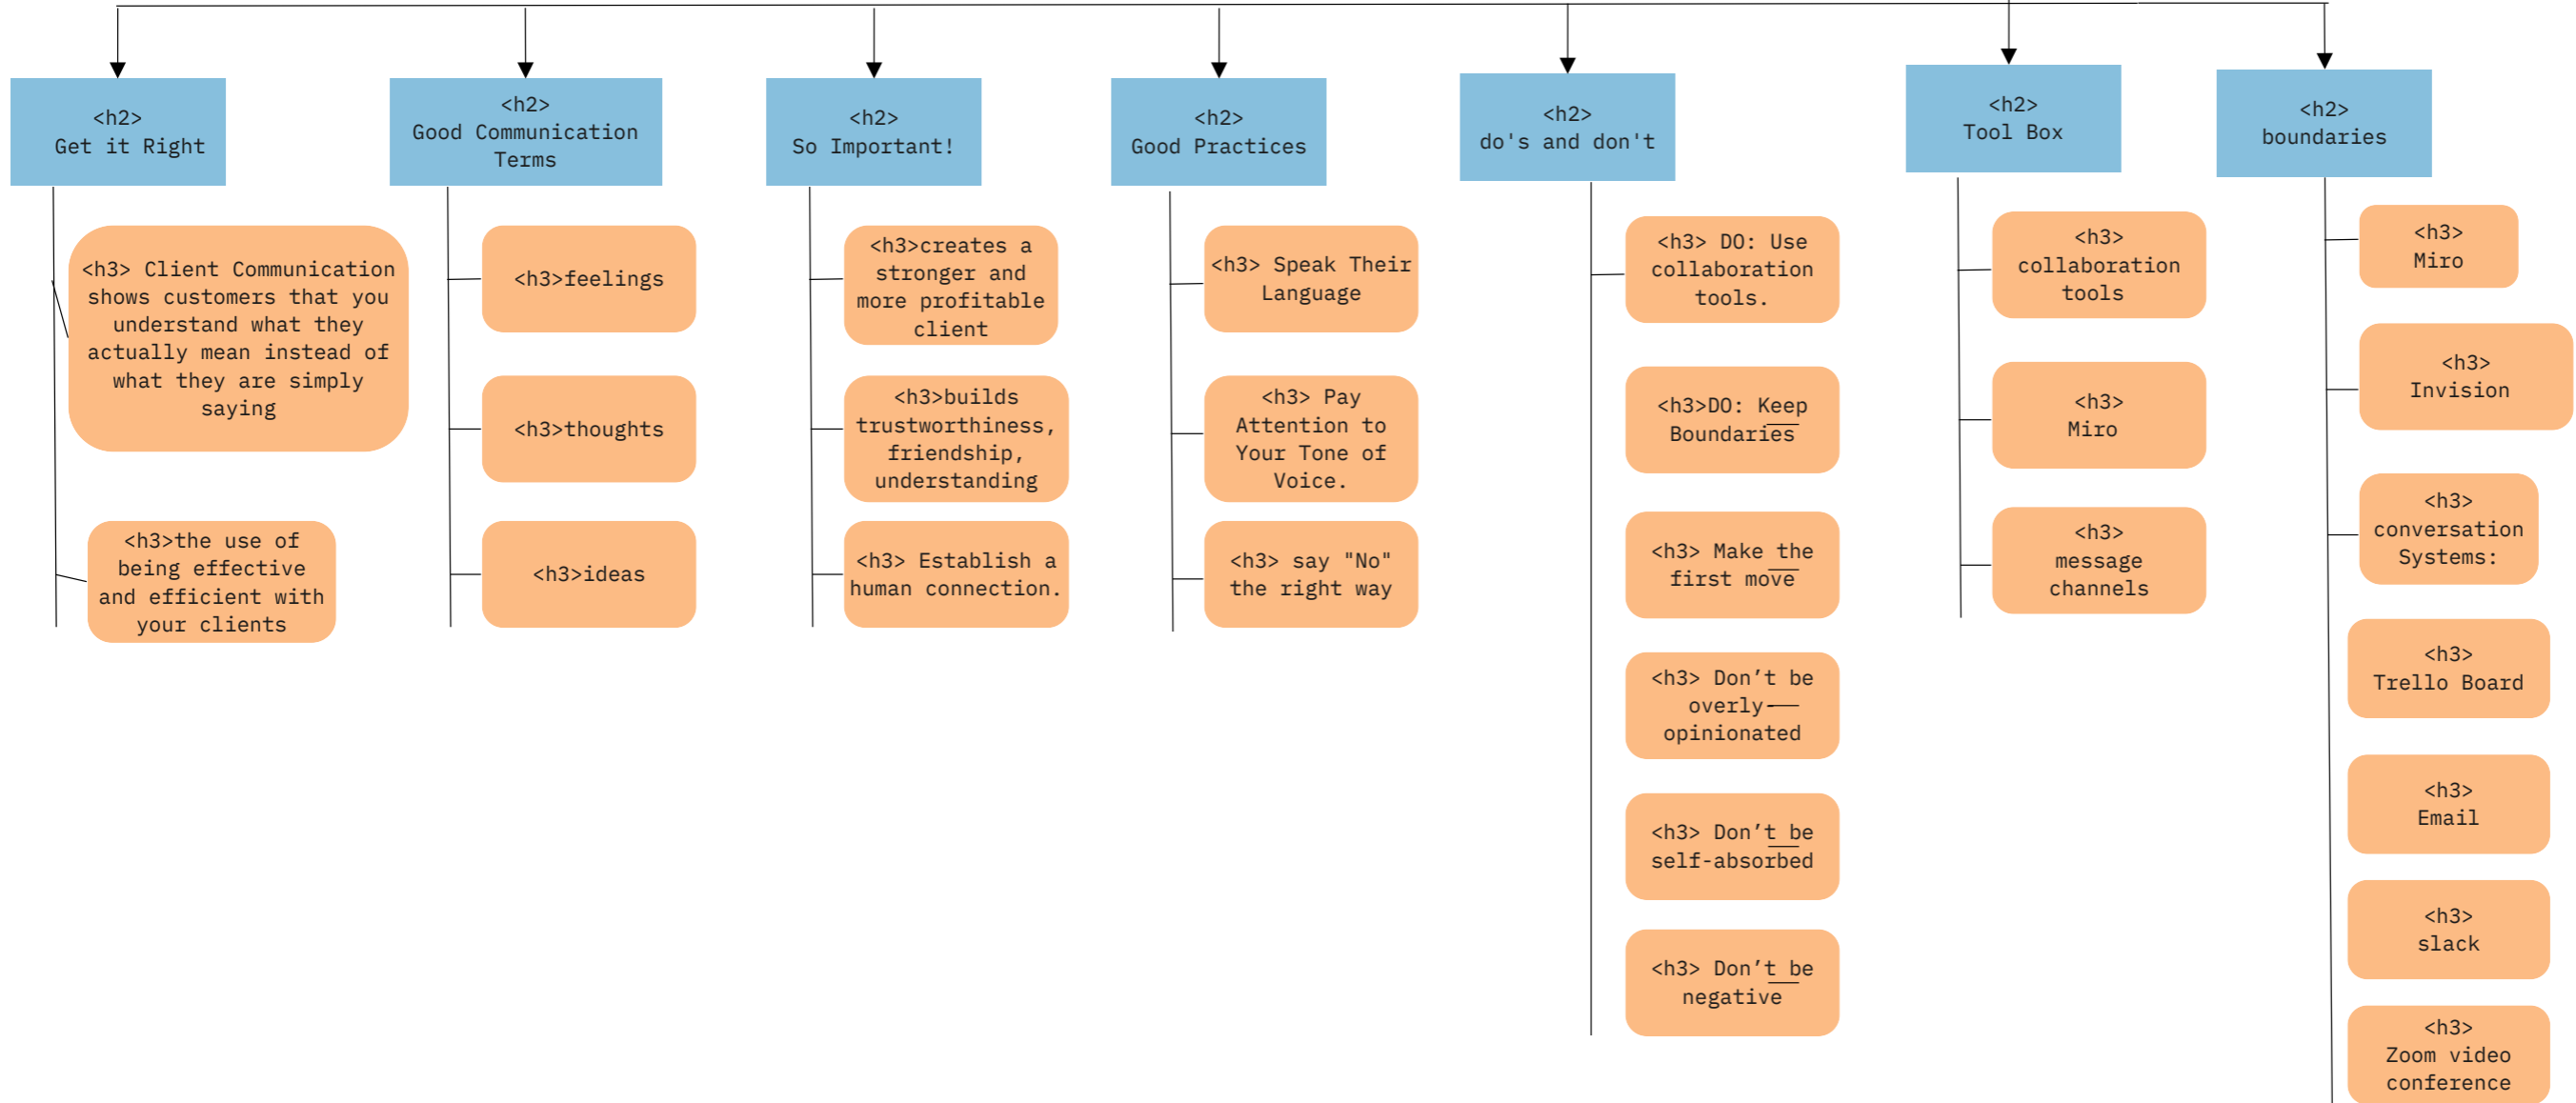 <h2>
Get it Right
<h3> Client Communication
shows customers that you
understand what they
actually mean instead of
what they are simply
saying
<h3>the use of
being effective
and efficient with
your clients
<h2>
Good Communication
Terms
<h3>feelings
<h3>thoughts
<h3>ideas
<h2>
So Important!
<h3>creates a
stronger and
more profitable
client
<h3>builds
trustworthiness,
friendship,
understanding
<h3> Establish a
human connection.
<h2>
Good Practices
<h3> Speak Their
Language
<h3> Pay
Attention to
Your Tone of
Voice.
<h3> say "No"
the right way
<h2>
do's and don't
<h3> DO: Use
collaboration
tools.
<h3>DO: Keep
Boundaries
<h3> Make the
first move
<h3> Don’t be
overly-
opinionated
<h3> Don’t be
self-absorbed
<h3> Don’t be
negative
<h2>
Tool Box
<h3>
collaboration
tools
<h3>
Miro
<h3>
message
channels
<h2>
boundaries
<h3>
Miro
<h3>
Invision
<h3>
conversation
Systems:
<h3>
Trello Board
<h3>
Email
<h3>
slack
<h3>
Zoom video
conference